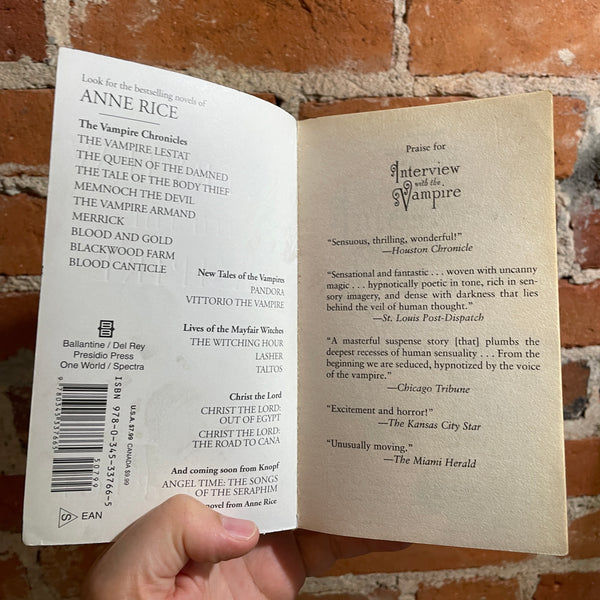 Look for the bestselling novels of
ANNE RICE
The Vampire Chronicles
THE VAMPIRE LESTAT
THE QUEEN OF THE DAMNED
THE TALE OF THE BODY THIEF
MEMNOCH THE DEVIL
THE VAMPIRE ARMAND
MERRICK
BLOOD AND GOLD
BLACKWOOD FARM
BLOOD CANTICLE
New Tales of the Vampires
PANDORA
VITTORIO THE VAMPIRE
Lives of the Mayfair Witches
THE WITCHING HOUR
LASHER
TALTOS
Christ the Lord
CHRIST THE LORD:
OUT OF EGYPT
CHRIST THE LORD:
THE ROAD TO CANA
And coming soon from Knopf
ANGEL TIME: THE SONGS
OF THE SERAPHIM
novel from Anne Rice
Ballantine / Del Rey
Presidio Press
One World / Spectra
9780345337665
50799
ISBN 978-0-345-33766-5
U.S.A. $7.99 CANADA $9.99
S EAN
Praise for
Interview
with the
Vampire
“Sensuous, thrilling, wonderful!”
—Houston Chronicle
“Sensational and fantastic . . . woven with uncanny
magic . . . hypnotically poetic in tone, rich in sen-
sory imagery, and dense with darkness that lies
behind the veil of human thought.”
—St. Louis Post-Dispatch
“A masterful suspense story [that] plumbs the
deepest recesses of human sensuality . . . From the
beginning we are seduced, hypnotized by the voice
of the vampire.”
—Chicago Tribune
“Excitement and horror!”
—The Kansas City Star
“Unusually moving.”
—The Miami Herald